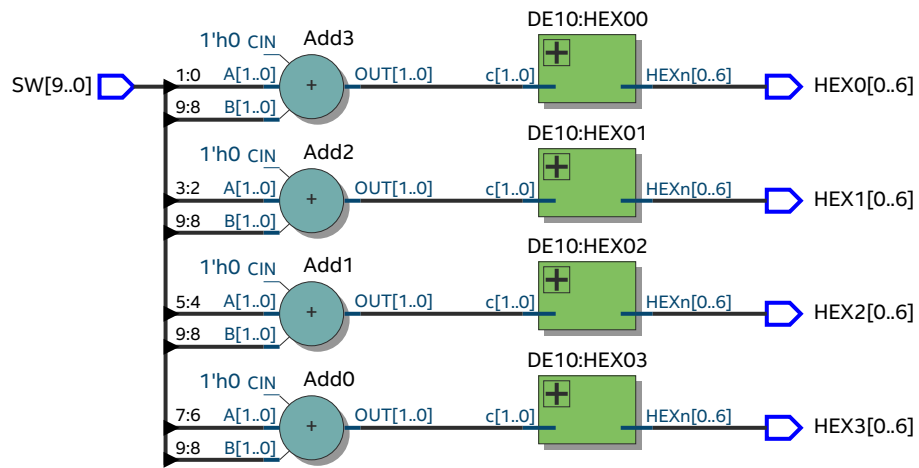 DE10:HEX00
1'h0 CIN Add3
SW[9..0] 1:0 A[1..0] + OUT[1..0] c[1..0] HEXn[0..6] HEX0[0..6]
9:8 B[1..0]
DE10:HEX01
1'h0 CIN Add2
3:2 A[1..0] + OUT[1..0] c[1..0] HEXn[0..6] HEX1[0..6]
9:8 B[1..0]
DE10:HEX02
1'h0 CIN Add1
5:4 A[1..0] + OUT[1..0] c[1..0] HEXn[0..6] HEX2[0..6]
9:8 B[1..0]
DE10:HEX03
1'h0 CIN Add0
7:6 A[1..0] + OUT[1..0] c[1..0] HEXn[0..6] HEX3[0..6]
9:8 B[1..0]